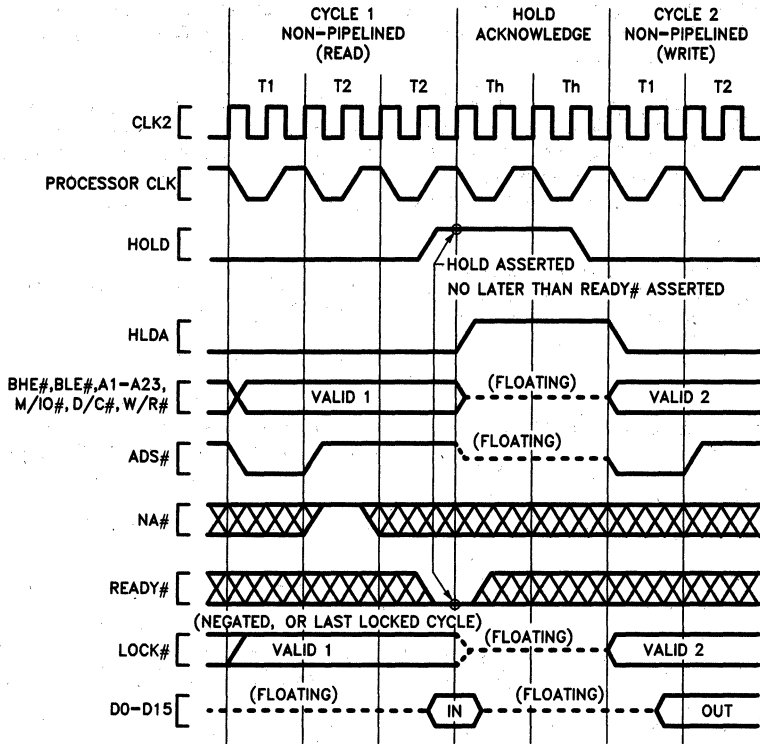 CYCLE 1
NON-PIPELINED
(READ)
HOLD
ACKNOWLEDGE
CYCLE 2
NON-PIPELINED
(WRITE)
T1 T2 T2 Th Th T1 T2
CLK2
PROCESSOR CLK
HOLD
HOLD ASSERTED
NO LATER THAN READY# ASSERTED
HLDA
BHE#,BLE#,A1-A23,
M/IO#,D/C#,W/R#
VALID 1 (FLOATING) VALID 2
ADS# (FLOATING)
NA#
READY#
(NEGATED, OR LAST LOCKED CYCLE)
LOCK# VALID 1 (FLOATING) VALID 2
D0-D15 (FLOATING) IN (FLOATING) OUT